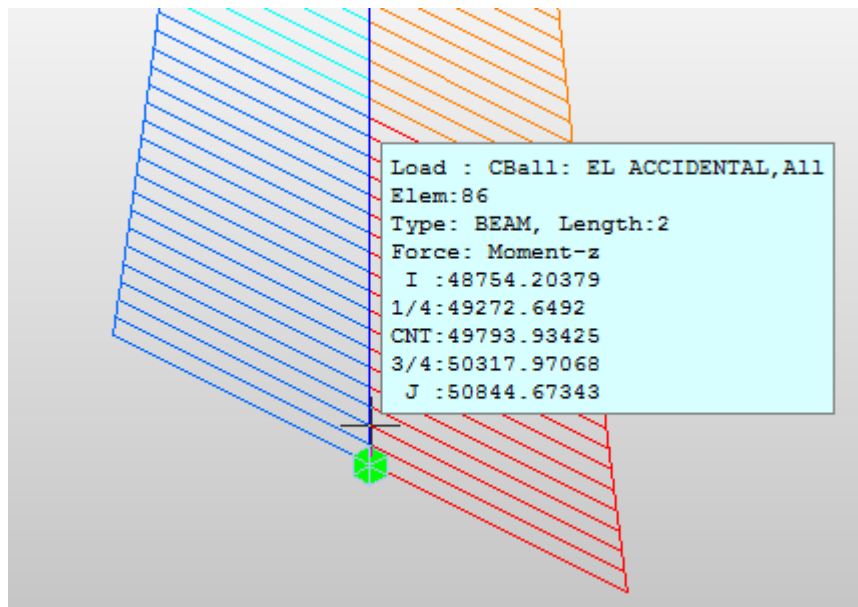 Load : CBall: EL ACCIDENTAL,All
Elem:86
Type: BEAM, Length:2
Force: Moment-z
I :48754.20379
1/4:49272.6492
CNT:49793.93425
3/4:50317.97068
J :50844.67343